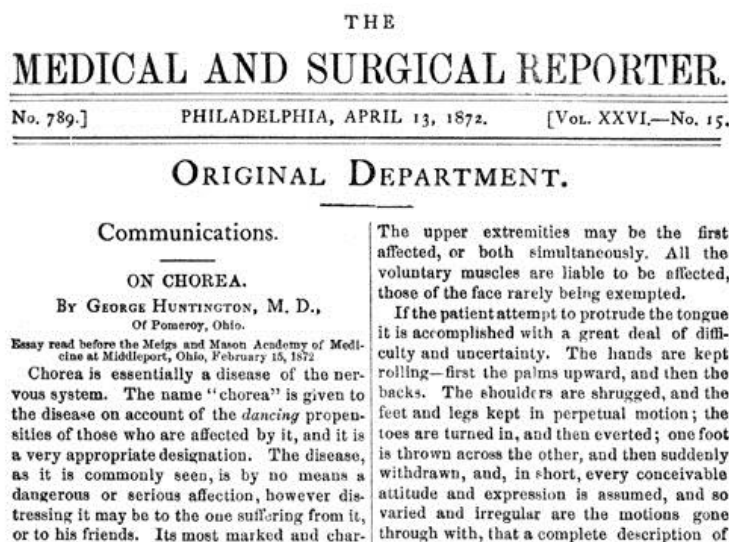 THE
MEDICAL AND SURGICAL REPORTER.
No. 789.] PHILADELPHIA, APRIL 13, 1872. [VOL. XXVI.—No. 15.
ORIGINAL DEPARTMENT.
Communications.
ON CHOREA.
BY GEORGE HUNTINGTON, M. D.,
Of Pomeroy, Ohio.
Essay read before the Meigs and Mason Academy of Medi-
cine at Middleport, Ohio, February 15, 1872
Chorea is essentially a disease of the ner-
vous system. The name "chorea" is given to
the disease on account of the dancing propen-
sities of those who are affected by it, and it is
a very appropriate designation. The disease,
as it is commonly seen, is by no means a
dangerous or serious affection, however dis-
tressing it may be to the one suffering from it,
or to his friends. Its most marked and char-
The upper extremities may be the first
affected, or both simultaneously. All the
voluntary muscles are liable to be affected,
those of the face rarely being exempted.
If the patient attempt to protrude the tongue
it is accomplished with a great deal of diffi-
culty and uncertainty. The hands are kept
rolling—first the palms upward, and then the
backs. The shoulders are shrugged, and the
feet and legs kept in perpetual motion; the
toes are turned in, and then everted; one foot
is thrown across the other, and then suddenly
withdrawn, and, in short, every conceivable
attitude and expression is assumed, and so
varied and irregular are the motions gone
through with, that a complete description of